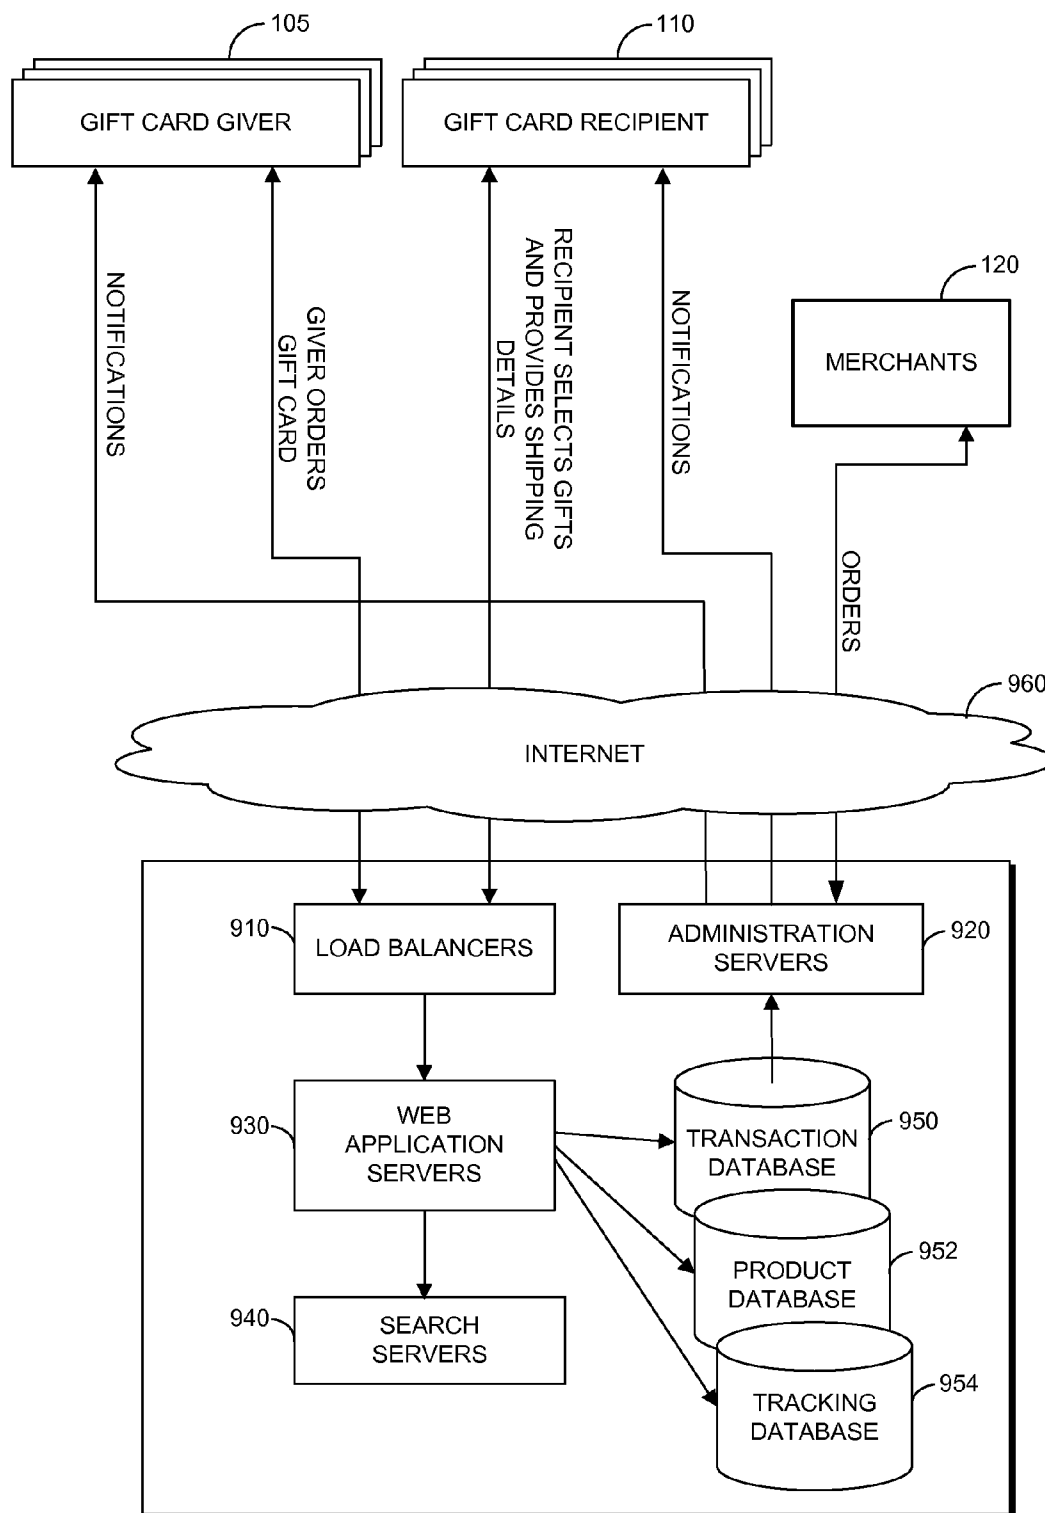 105
110
GIFT CARD GIVER
GIFT CARD RECIPIENT
NOTIFICATIONS
GIVER ORDERS
GIFT CARD
RECIPIENT SELECTS GIFTS
AND PROVIDES SHIPPING
DETAILS
NOTIFICATIONS
120
MERCHANTS
ORDERS
960
INTERNET
910
LOAD BALANCERS
ADMINISTRATION
SERVERS
920
930
WEB
APPLICATION
SERVERS
TRANSACTION
DATABASE
950
PRODUCT
DATABASE
952
940
SEARCH
SERVERS
TRACKING
DATABASE
954